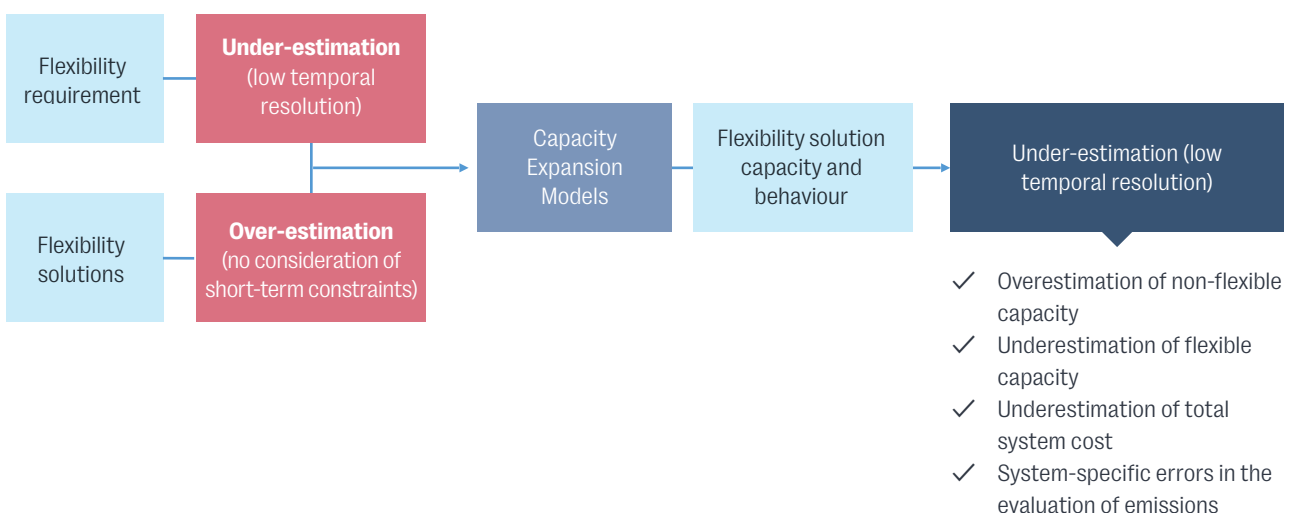 Flexibility
requirement
Under-estimation
(low temporal
resolution)
Flexibility
solutions
Over-estimation
(no consideration of
short-term constraints)
Capacity
Expansion
Models
Flexibility solution
capacity and
behaviour
Under-estimation (low
temporal resolution)
✓ Overestimation of non-flexible
capacity
✓ Underestimation of flexible
capacity
✓ Underestimation of total
system cost
✓ System-specific errors in the
evaluation of emissions